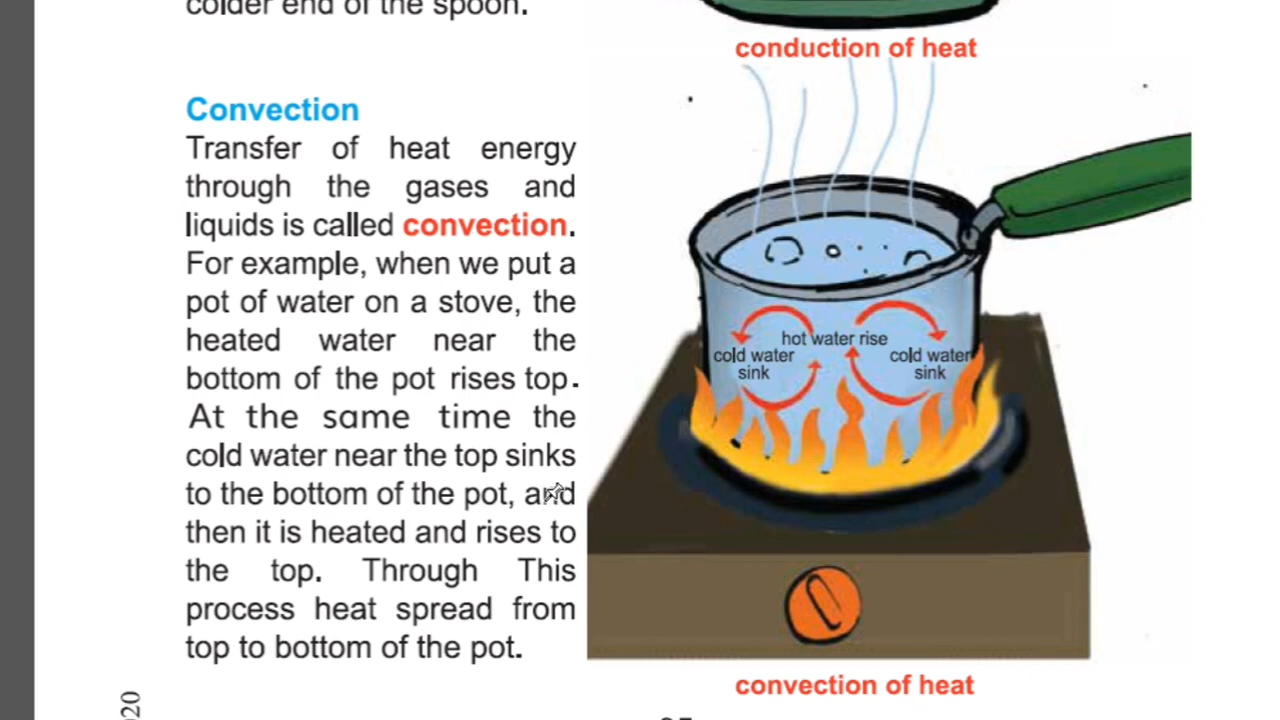 colder end of the spoon.
conduction of heat
Convection
Transfer of heat energy
through the gases and
liquids is called convection.
For example, when we put a
pot of water on a stove, the
heated water near the
bottom of the pot rises top.
At the same time the
cold water near the top sinks
to the bottom of the pot, and
then it is heated and rises to
the top. Through This
process heat spread from
top to bottom of the pot.
hot water rise
cold water
sink
cold water
sink
convection of heat
020